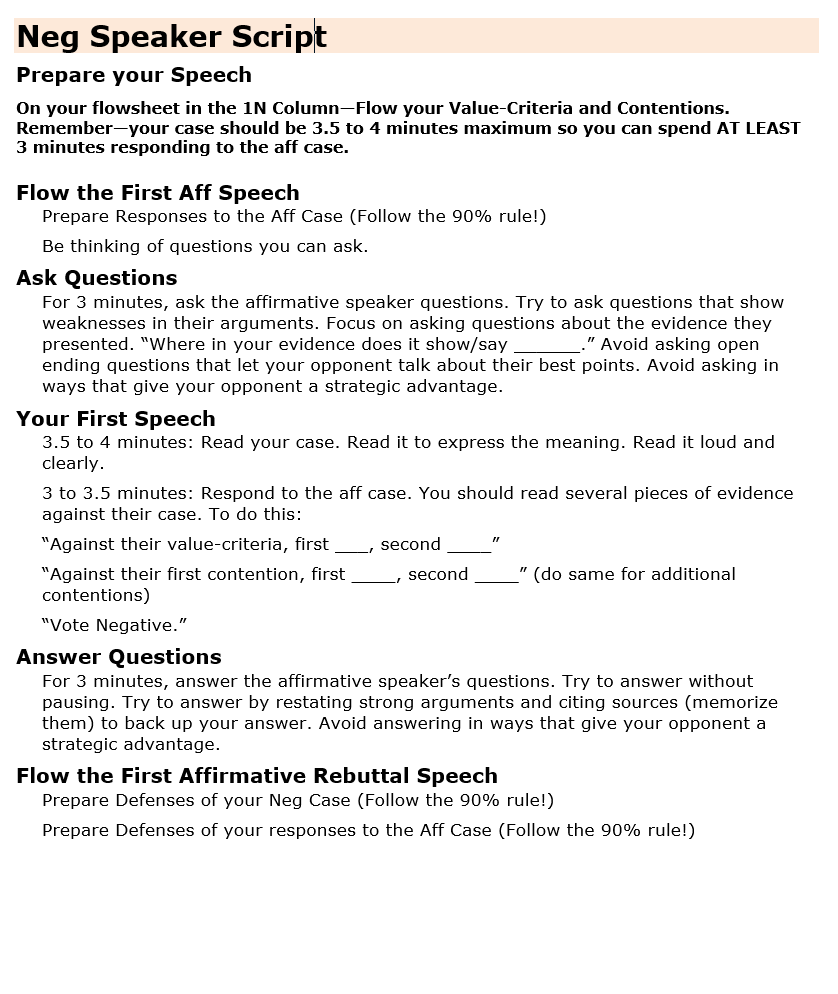 Neg Speaker Script
Prepare your Speech
On your flowsheet in the 1N Column—Flow your Value-Criteria and Contentions.
Remember—your case should be 3.5 to 4 minutes maximum so you can spend AT LEAST
3 minutes responding to the aff case.
Flow the First Aff Speech
Prepare Responses to the Aff Case (Follow the 90% rule!)
Be thinking of questions you can ask.
Ask Questions
For 3 minutes, ask the affirmative speaker questions. Try to ask questions that show
weaknesses in their arguments. Focus on asking questions about the evidence they
presented. “Where in your evidence does it show/say ______.” Avoid asking open
ending questions that let your opponent talk about their best points. Avoid asking in
ways that give your opponent a strategic advantage.
Your First Speech
3.5 to 4 minutes: Read your case. Read it to express the meaning. Read it loud and
clearly.
3 to 3.5 minutes: Respond to the aff case. You should read several pieces of evidence
against their case. To do this:
“Against their value-criteria, first ___, second ____”
“Against their first contention, first ____, second ____” (do same for additional
contentions)
“Vote Negative.”
Answer Questions
For 3 minutes, answer the affirmative speaker’s questions. Try to answer without
pausing. Try to answer by restating strong arguments and citing sources (memorize
them) to back up your answer. Avoid answering in ways that give your opponent a
strategic advantage.
Flow the First Affirmative Rebuttal Speech
Prepare Defenses of your Neg Case (Follow the 90% rule!)
Prepare Defenses of your responses to the Aff Case (Follow the 90% rule!)